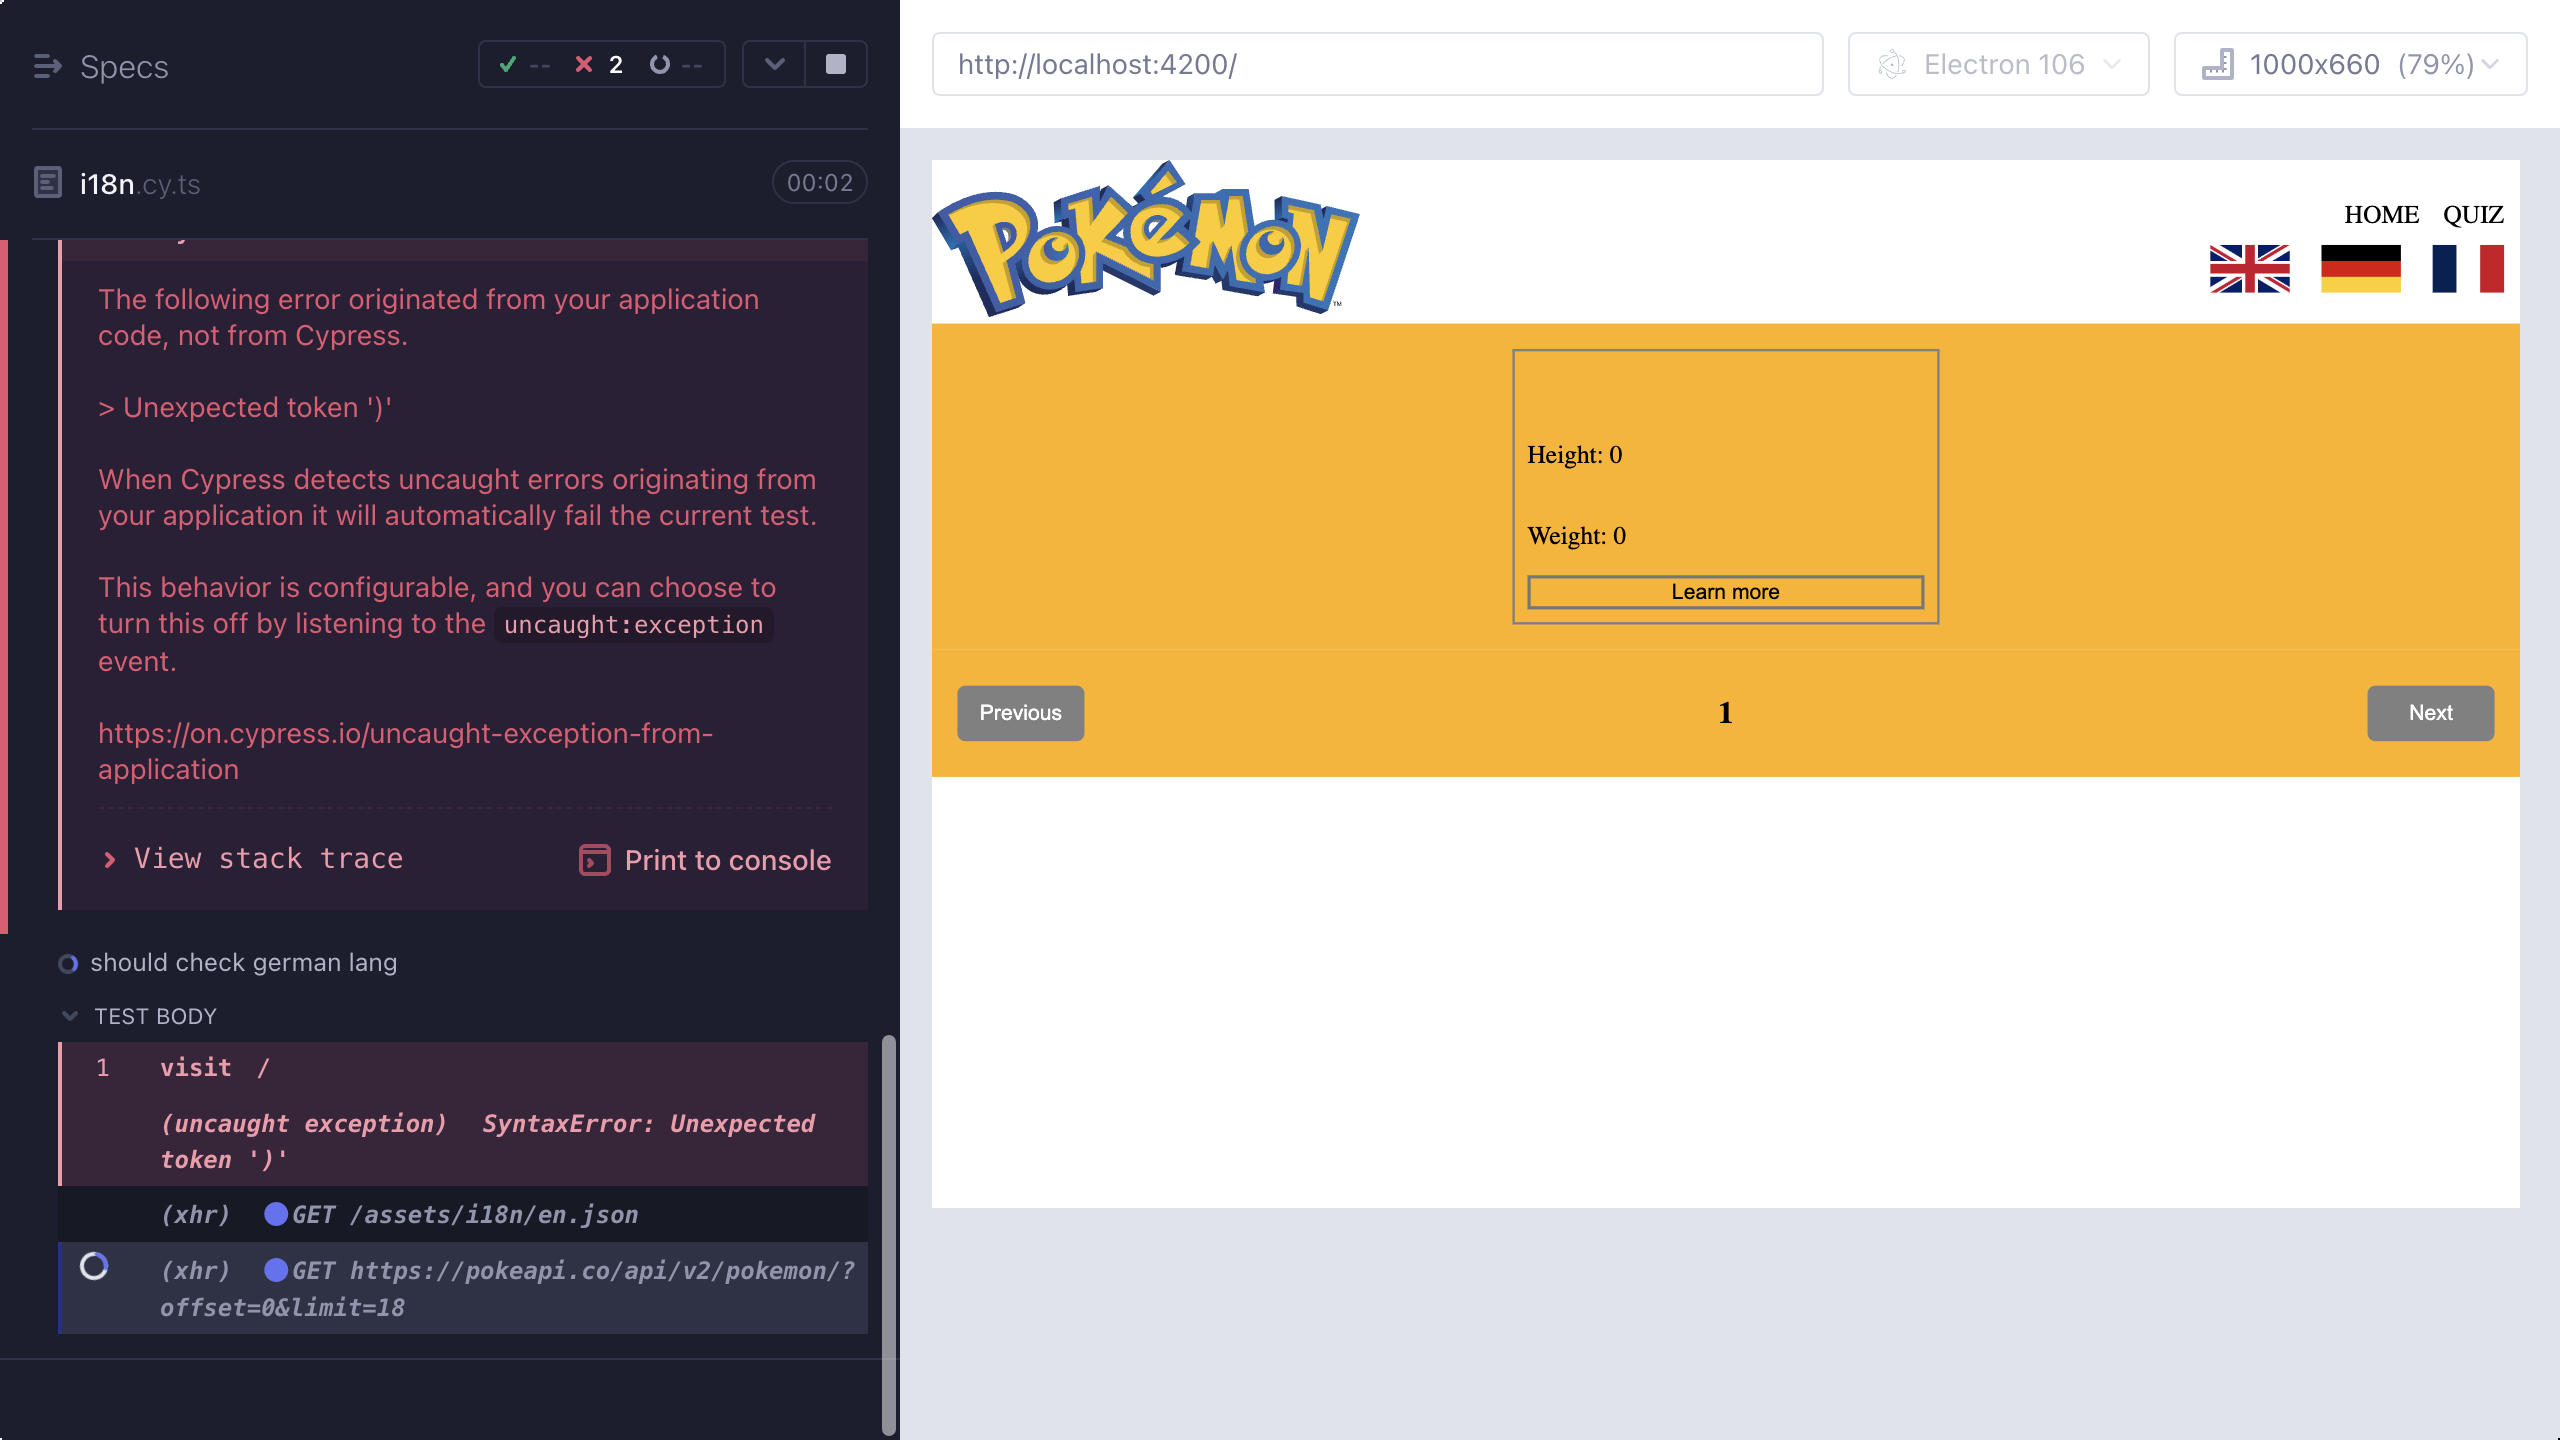 Specs
-- 2 --
i18n.cy.ts
00:02
The following error originated from your application
code, not from Cypress.
> Unexpected token ')'
When Cypress detects uncaught errors originating from
your application it will automatically fail the current test.
This behavior is configurable, and you can choose to
turn this off by listening to the uncaught:exception
event.
https://on.cypress.io/uncaught-exception-from-
application
View stack trace
Print to console
should check german lang
TEST BODY
1 visit /
(uncaught exception) SyntaxError: Unexpected
token ')'
(xhr) GET /assets/i18n/en.json
(xhr) GET https://pokeapi.co/api/v2/pokemon/?
offset=0&limit=18
http://localhost:4200/
Electron 106
1000x660 (79%)
POKéMON
TM
HOME QUIZ
Height: 0
Weight: 0
Learn more
Previous
1
Next